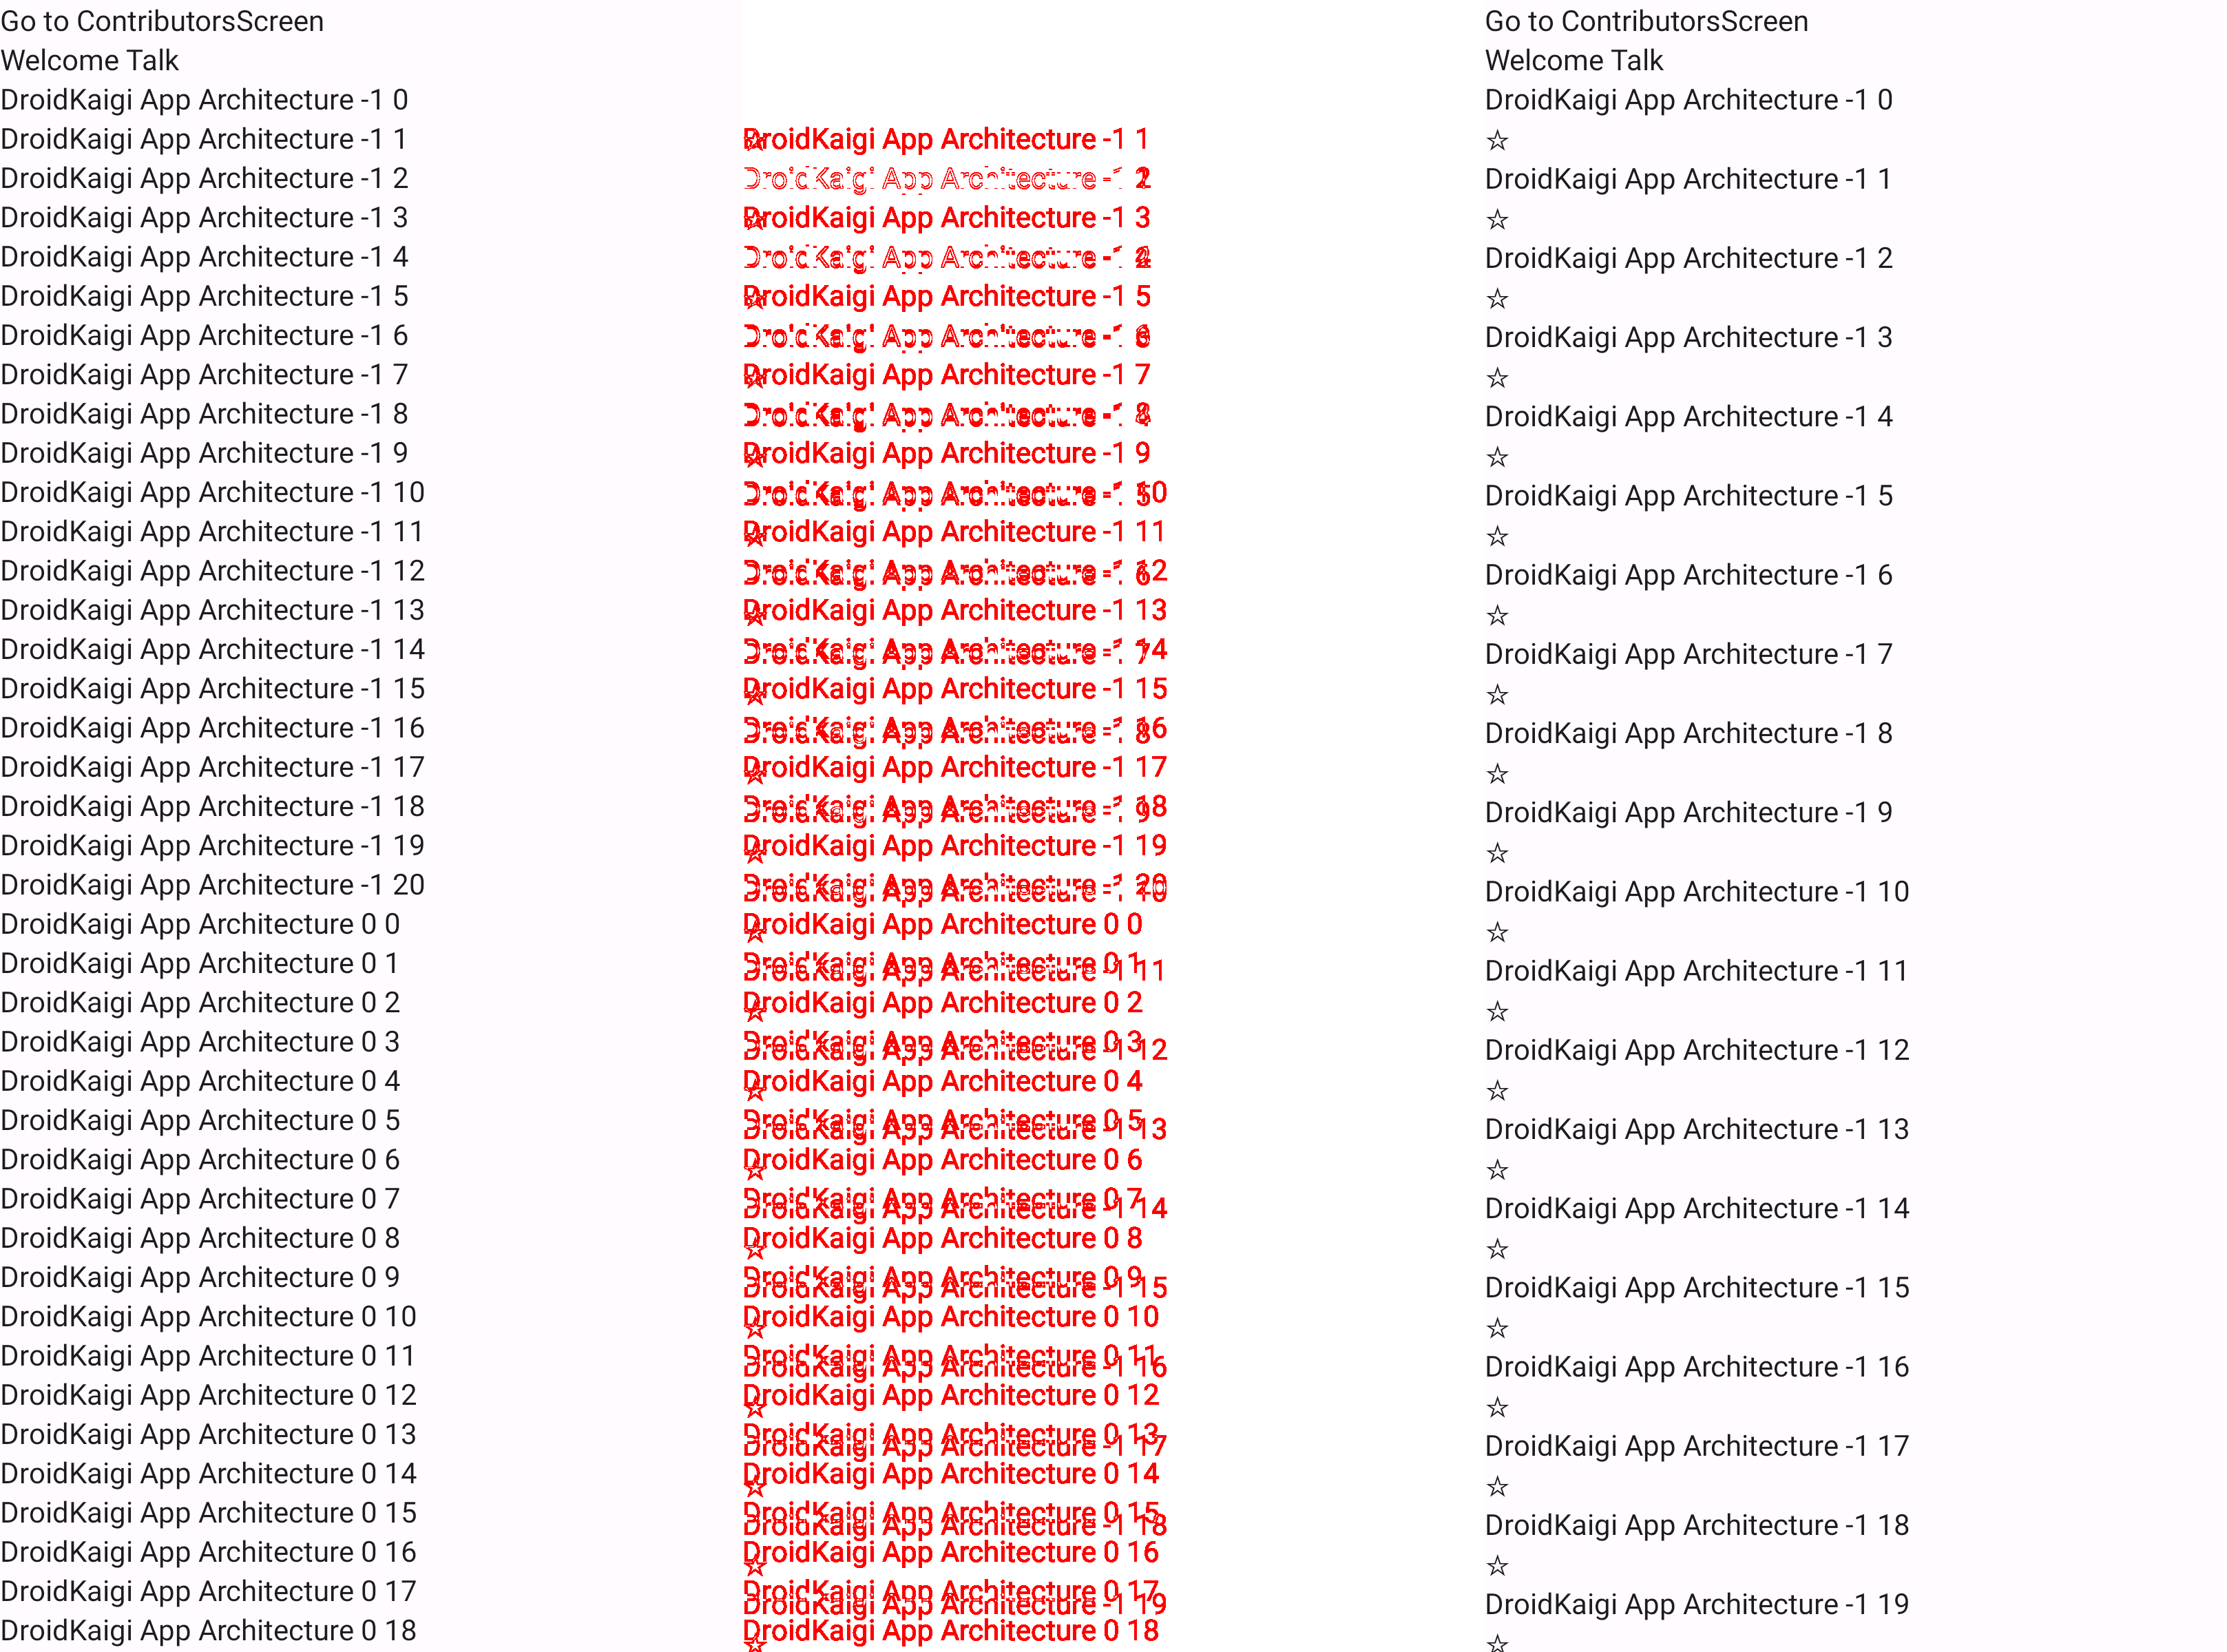 Go to ContributorsScreen
Welcome Talk
DroidKaigi App Architecture -1 0
DroidKaigi App Architecture -1 1
DroidKaigi App Architecture -1 2
DroidKaigi App Architecture -1 3
DroidKaigi App Architecture -1 4
DroidKaigi App Architecture -1 5
DroidKaigi App Architecture -1 6
DroidKaigi App Architecture -1 7
DroidKaigi App Architecture -1 8
DroidKaigi App Architecture -1 9
DroidKaigi App Architecture -1 10
DroidKaigi App Architecture -1 11
DroidKaigi App Architecture -1 12
DroidKaigi App Architecture -1 13
DroidKaigi App Architecture -1 14
DroidKaigi App Architecture -1 15
DroidKaigi App Architecture -1 16
DroidKaigi App Architecture -1 17
DroidKaigi App Architecture -1 18
DroidKaigi App Architecture -1 19
DroidKaigi App Architecture -1 20
DroidKaigi App Architecture 0 0
DroidKaigi App Architecture 0 1
DroidKaigi App Architecture 0 2
DroidKaigi App Architecture 0 3
DroidKaigi App Architecture 0 4
DroidKaigi App Architecture 0 5
DroidKaigi App Architecture 0 6
DroidKaigi App Architecture 0 7
DroidKaigi App Architecture 0 8
DroidKaigi App Architecture 0 9
DroidKaigi App Architecture 0 10
DroidKaigi App Architecture 0 11
DroidKaigi App Architecture 0 12
DroidKaigi App Architecture 0 13
DroidKaigi App Architecture 0 14
DroidKaigi App Architecture 0 15
DroidKaigi App Architecture 0 16
DroidKaigi App Architecture 0 17
DroidKaigi App Architecture 0 18
DroidKaigi App Architecture -1 1
DroidKaigi App Architecture -1 3
DroidKaigi App Architecture -1 5
DroidKaigi App Architecture -1 7
DroidKaigi App Architecture -1 9
DroidKaigi App Architecture -1 11
DroidKaigi App Architecture -1 13
DroidKaigi App Architecture -1 15
DroidKaigi App Architecture -1 17
DroidKaigi App Architecture -1 19
DroidKaigi App Architecture 0 0
DroidKaigi App Architecture 0 2
DroidKaigi App Architecture 0 4
DroidKaigi App Architecture 0 6
DroidKaigi App Architecture 0 8
DroidKaigi App Architecture 0 10
DroidKaigi App Architecture 0 12
DroidKaigi App Architecture 0 14
DroidKaigi App Architecture 0 16
DroidKaigi App Architecture 0 18
Go to ContributorsScreen
Welcome Talk
DroidKaigi App Architecture -1 0
☆
DroidKaigi App Architecture -1 1
☆
DroidKaigi App Architecture -1 2
☆
DroidKaigi App Architecture -1 3
☆
DroidKaigi App Architecture -1 4
☆
DroidKaigi App Architecture -1 5
☆
DroidKaigi App Architecture -1 6
☆
DroidKaigi App Architecture -1 7
☆
DroidKaigi App Architecture -1 8
☆
DroidKaigi App Architecture -1 9
☆
DroidKaigi App Architecture -1 10
☆
DroidKaigi App Architecture -1 11
☆
DroidKaigi App Architecture -1 12
☆
DroidKaigi App Architecture -1 13
☆
DroidKaigi App Architecture -1 14
☆
DroidKaigi App Architecture -1 15
☆
DroidKaigi App Architecture -1 16
☆
DroidKaigi App Architecture -1 17
☆
DroidKaigi App Architecture -1 18
☆
DroidKaigi App Architecture -1 19
☆